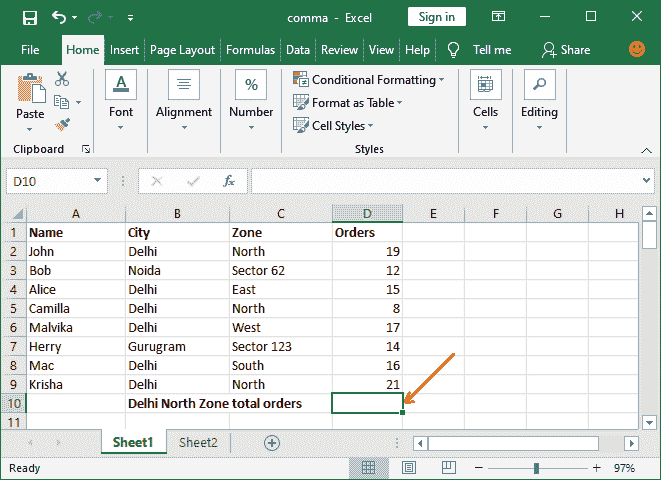 comma - Excel
Sign in
File Home Insert Page Layout Formulas Data Review View Help Tell me Share
Paste
Clipboard
A
Font
Alignment
%
Number
Conditional Formatting
Format as Table
Cell Styles
Styles
Cells
Editing
D10
fx
A B C D E F G H
1 Name City Zone Orders
2 John Delhi North 19
3 Bob Noida Sector 62 12
4 Alice Delhi East 15
5 Camilla Delhi North 8
6 Malvika Delhi West 17
7 Herry Gurugram Sector 123 14
8 Mac Delhi South 16
9 Krisha Delhi North 21
10 Delhi North Zone total orders
11
Sheet1 Sheet2
Ready
97%